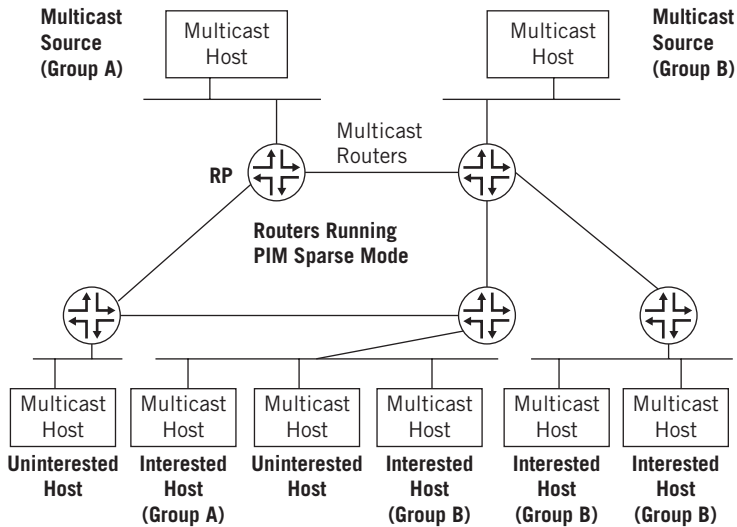 Multicast
Source
(Group A)
Multicast
Host
Multicast
Host
Multicast
Source
(Group B)
Multicast
Routers
RP
Routers Running
PIM Sparse Mode
Multicast
Host
Uninterested
Host
Multicast
Host
Interested
Host
(Group A)
Multicast
Host
Uninterested
Host
Multicast
Host
Interested
Host
(Group B)
Multicast
Host
Interested
Host
(Group B)
Multicast
Host
Interested
Host
(Group B)